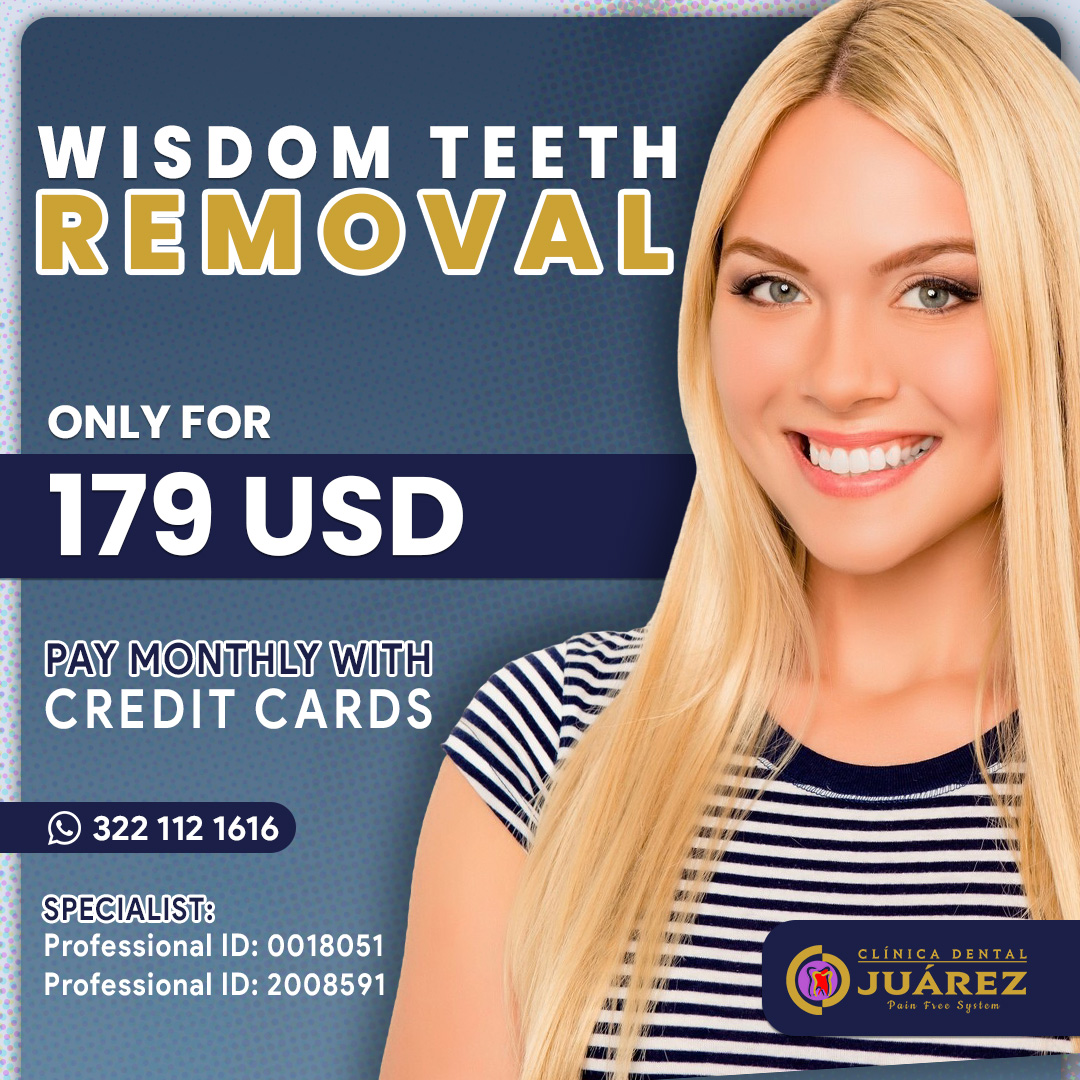 WISDOM TEETH
REMOVAL
ONLY FOR
179 USD
PAY MONTHLY WITH
CREDIT CARDS
322 112 1616
SPECIALIST:
Professional ID: 0018051
Professional ID: 2008591
CLÍNICA DENTAL
JUÁREZ
Pain Free System